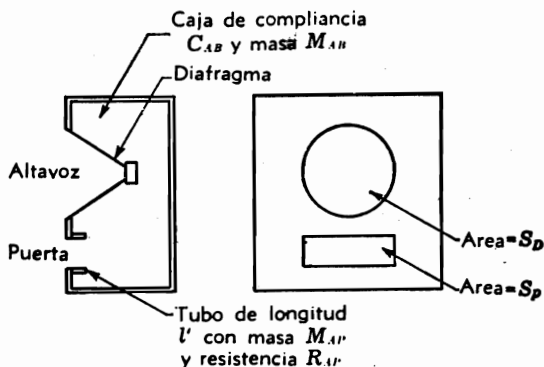 Caja de compliancia
C_AB y masa M_AB
Diafragma
Altavoz
Puerta
Tubo de longitud
l' con masa M_AP
y resistencia R_AP
Area=S_D
Area=S_p